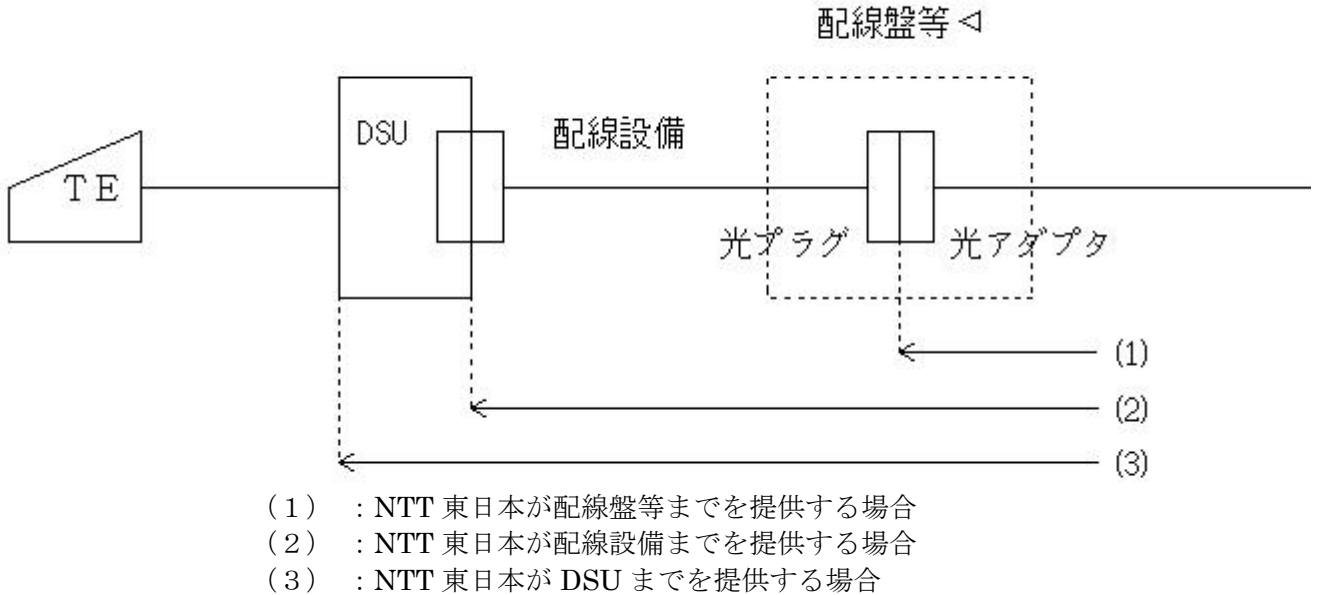 配線盤等◁
DSU
配線設備
TE
光プラグ
光アダプタ
(1)
(2)
(3)
(1) :NTT 東日本が配線盤等までを提供する場合
(2) :NTT 東日本が配線設備までを提供する場合
(3) :NTT 東日本が DSU までを提供する場合